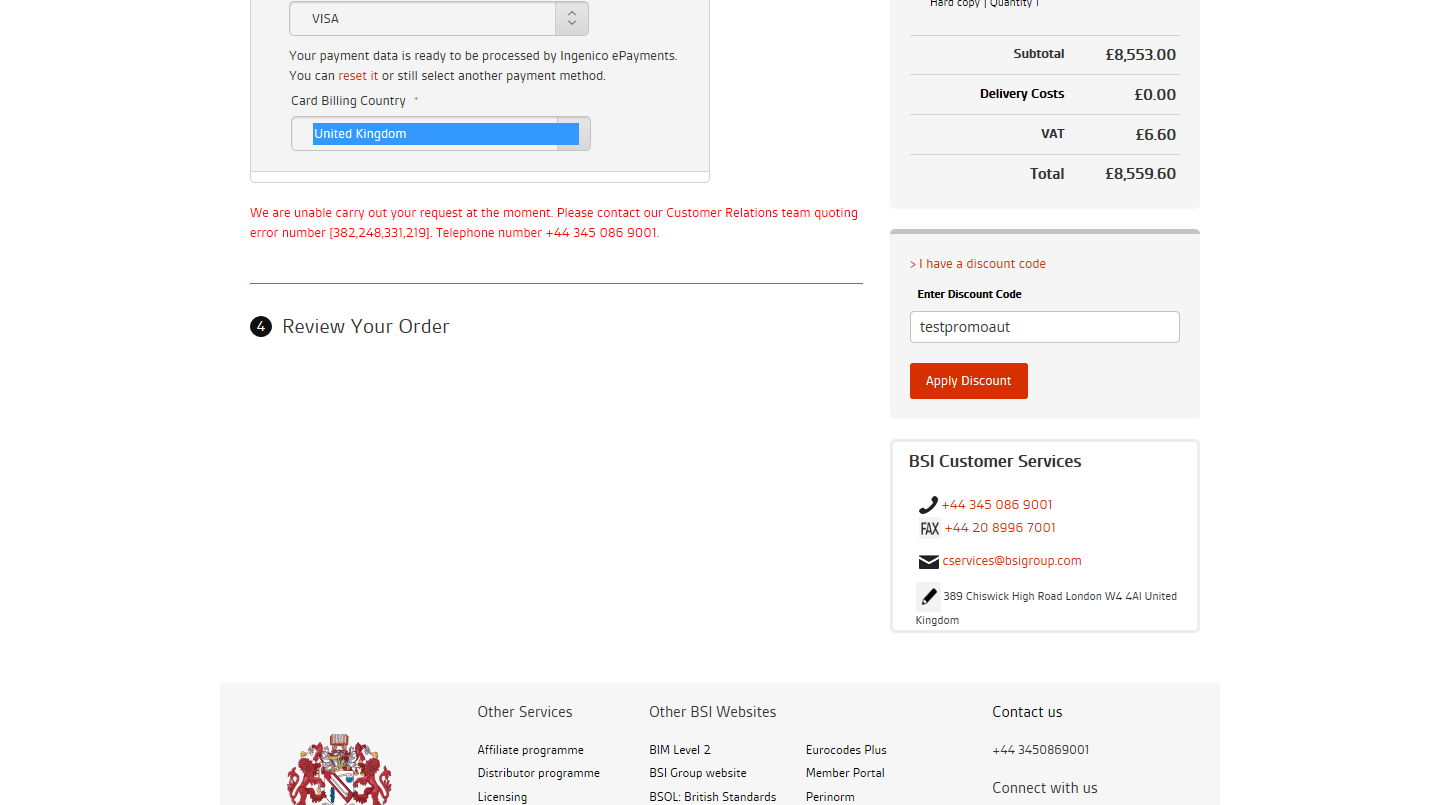 VISA
Your payment data is ready to be processed by Ingenico ePayments.
You can reset it or still select another payment method.
Card Billing Country *
United Kingdom
We are unable carry out your request at the moment. Please contact our Customer Relations team quoting
error number [382,248,331,219]. Telephone number +44 345 086 9001.
4 Review Your Order
Hard copy | Quantity 1
Subtotal £8,553.00
Delivery Costs £0.00
VAT £6.60
Total £8,559.60
> I have a discount code
Enter Discount Code
testpromoaut
Apply Discount
BSI Customer Services
+44 345 086 9001
FAX +44 20 8996 7001
cservices@bsigroup.com
389 Chiswick High Road London W4 4Al United
Kingdom
Other Services
Affiliate programme
Distributor programme
Licensing
Other BSI Websites
BIM Level 2
BSI Group website
BSOL: British Standards
Eurocodes Plus
Member Portal
Perinorm
Contact us
+44 3450869001
Connect with us